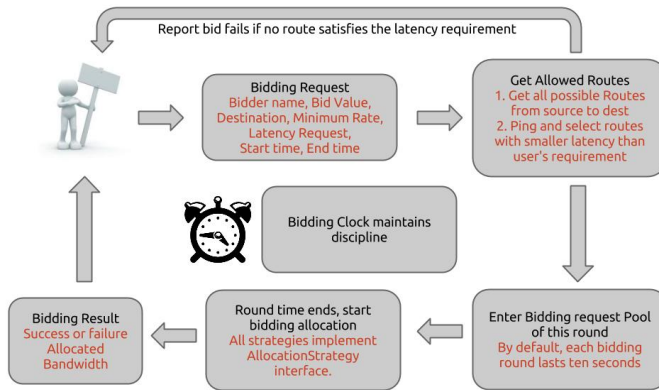 Report bid fails if no route satisfies the latency requirement
Bidding Request
Bidder name, Bid Value,
Destination, Minimum Rate,
Latency Request,
Start time, End time
Get Allowed Routes
1. Get all possible Routes
from source to dest
2. Ping and select routes
with smaller latency than
user's requirement
Bidding Clock maintains
discipline
Bidding Result
Success or failure
Allocated
Bandwidth
Round time ends, start
bidding allocation
All strategies implement
AllocationStrategy
interface.
Enter Bidding request Pool
of this round
By default, each bidding
round lasts ten seconds